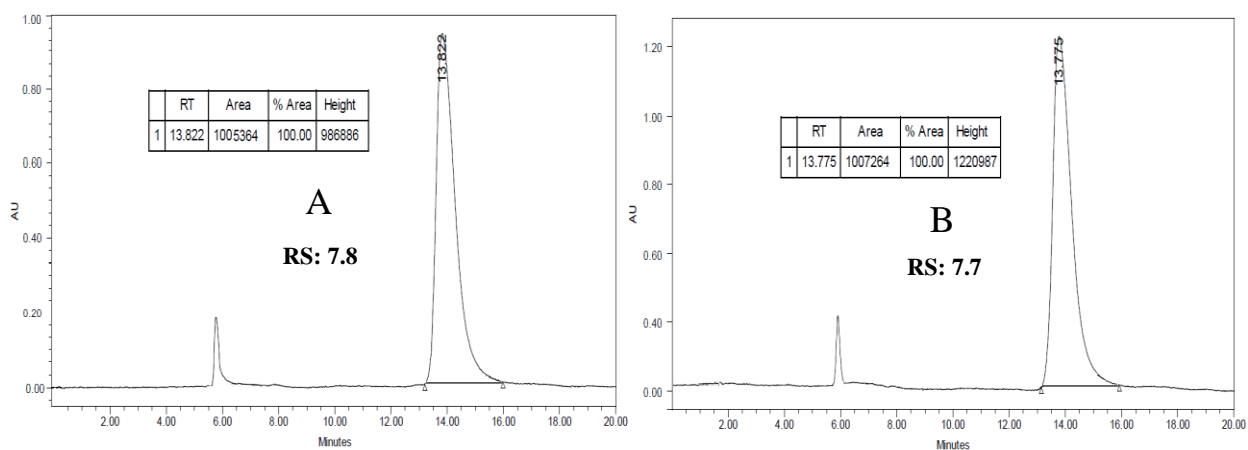 1.00
0.80
0.60
0.40
0.20
0.00
AU
13.822
RT Area % Area Height
1 13.822 1005364 100.00 986886
A
RS: 7.8
2.00 4.00 6.00 8.00 10.00 12.00 14.00 16.00 18.00 20.00
Minutes
1.20
1.00
0.80
0.60
0.40
0.20
0.00
AU
13.775
RT Area % Area Height
1 13.775 1007264 100.00 1220987
B
RS: 7.7
2.00 4.00 6.00 8.00 10.00 12.00 14.00 16.00 18.00 20.00
Minutes